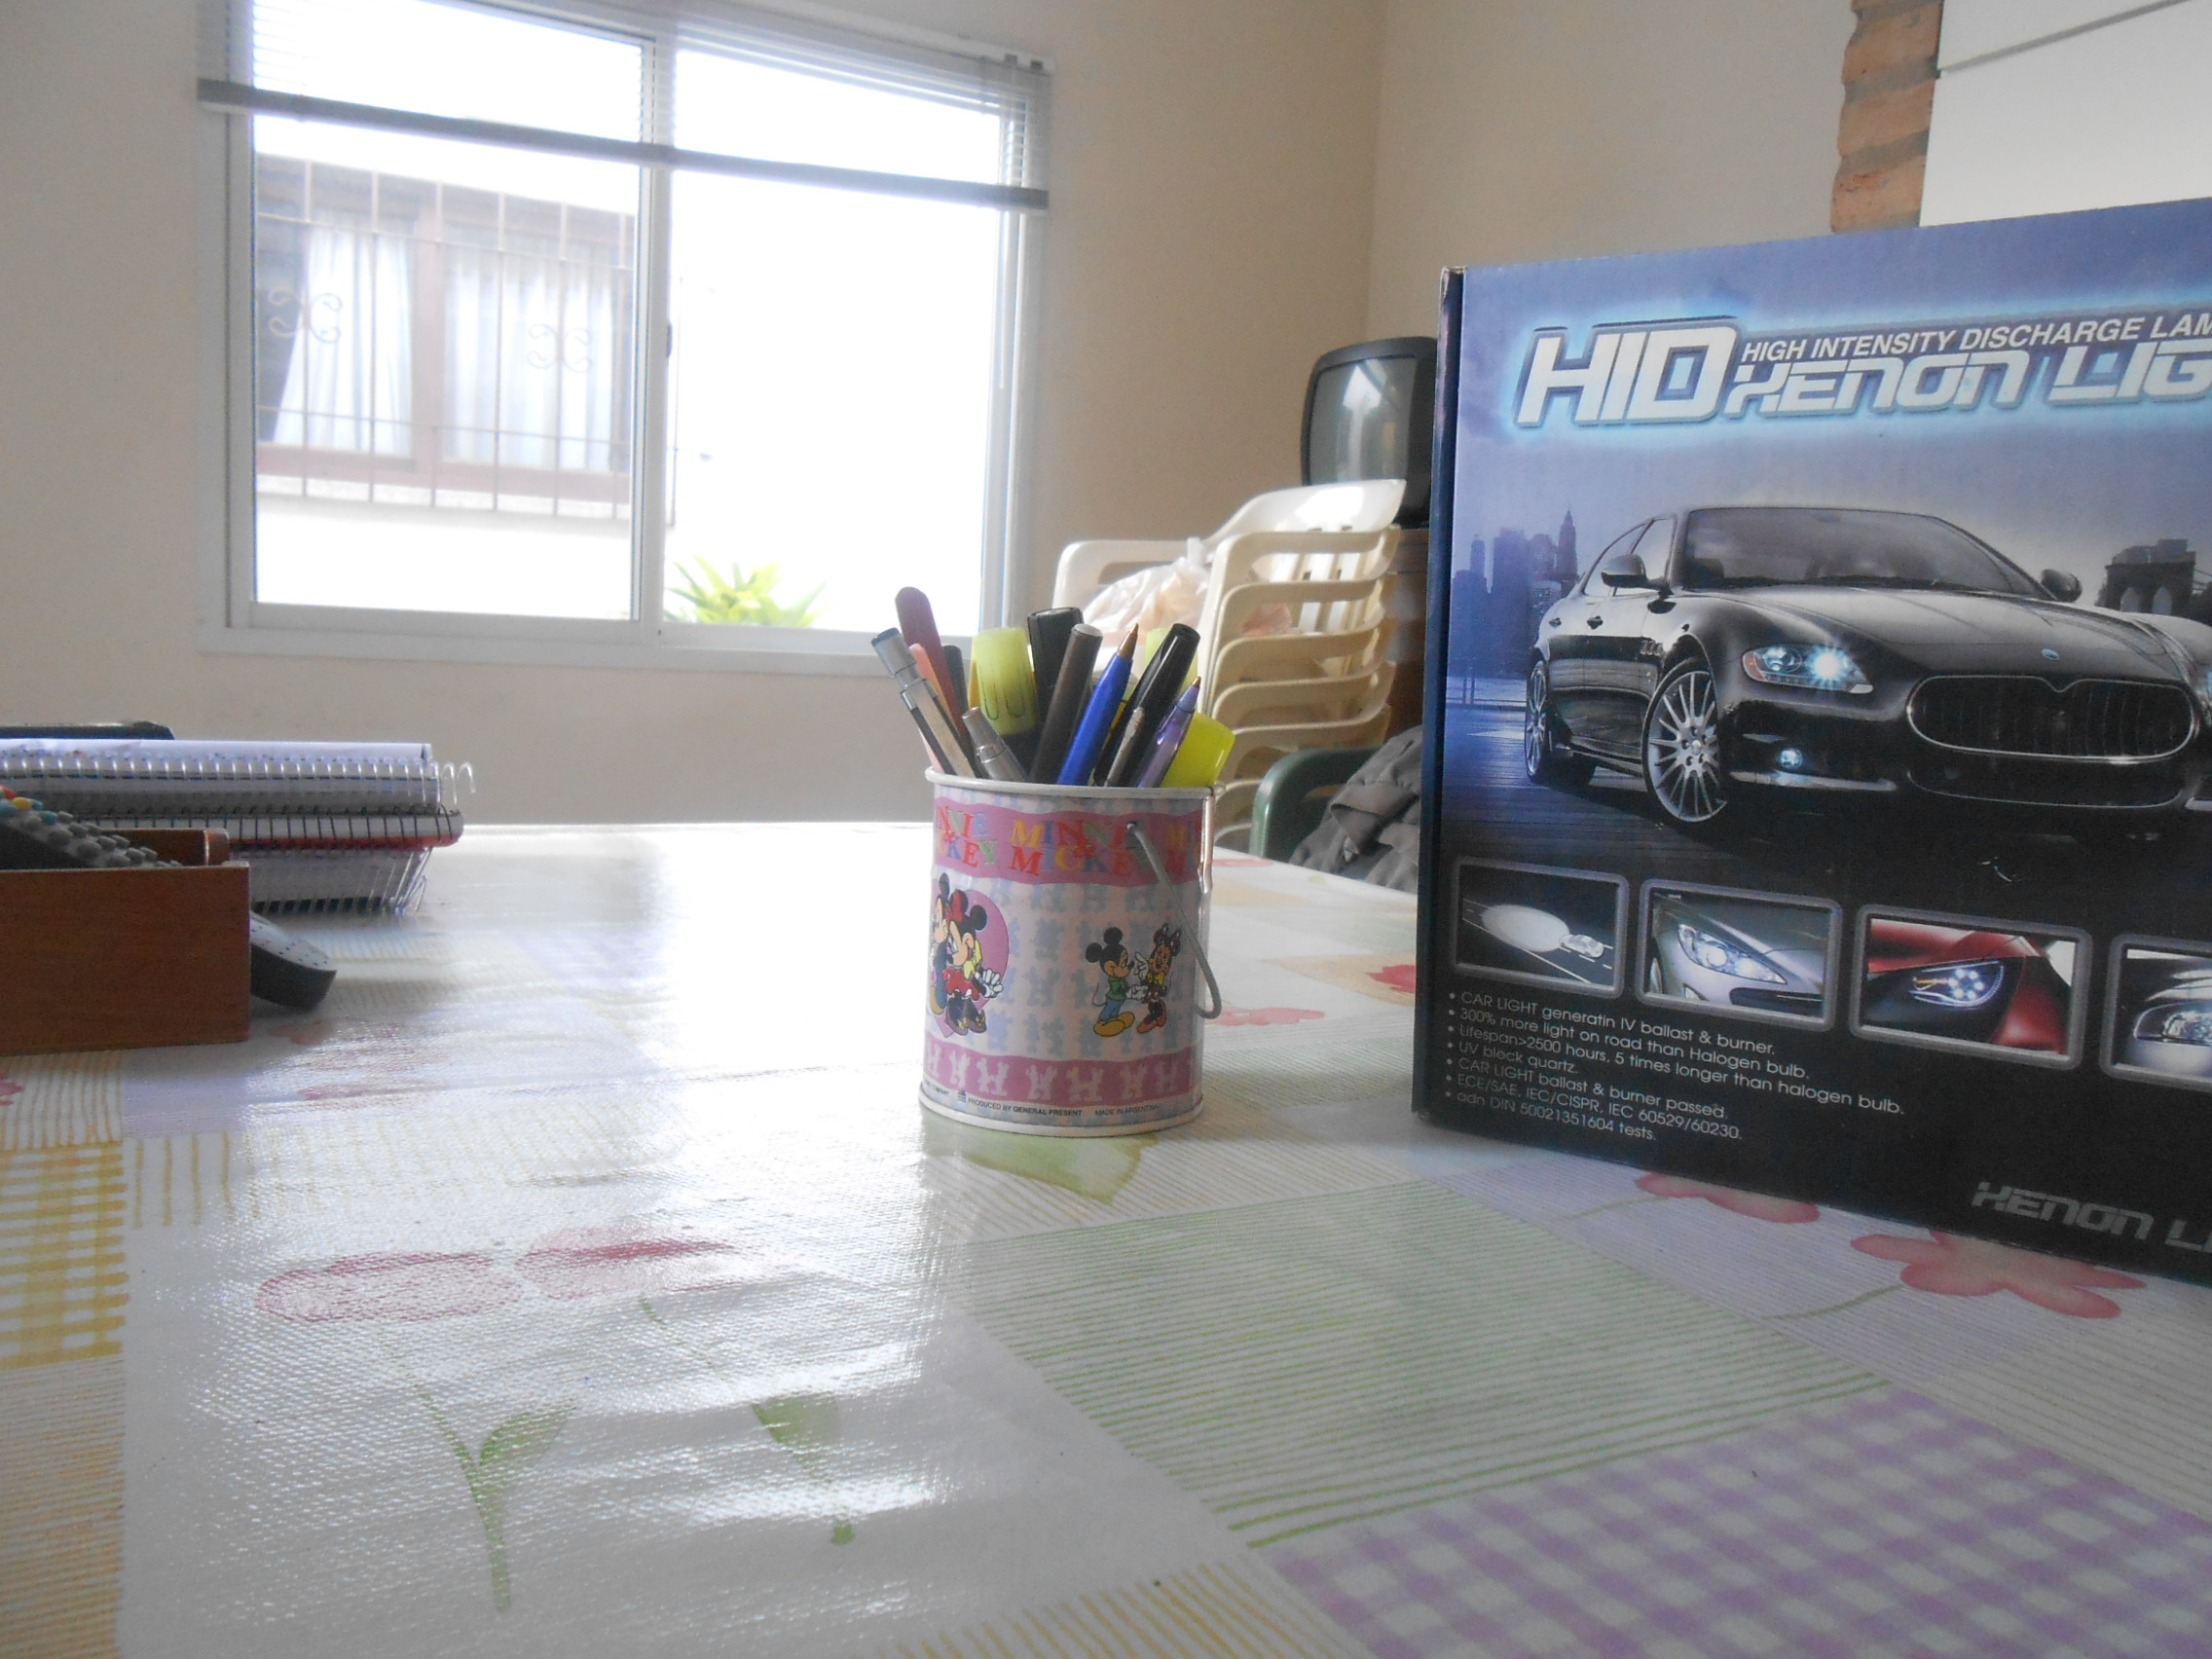 HID HIGH INTENSITY DISCHARGE
XENON
• CAR LIGHT generatin IV ballast & burner.
• 300% more light on road than Halogen bulb.
• Lifespan>2500 hours. 5 times longer than halogen bulb.
• UV block quartz.
• CAR LIGHT ballast & burner passed.
• ECE/SAE, IEC/CISPR, IEC 60529/60230.
• adn DIN 50021351604 tests.
XENON
MINNIE
MICKEY
PRODUCED BY GENERAL PRESENT MADE IN ARGENTINA